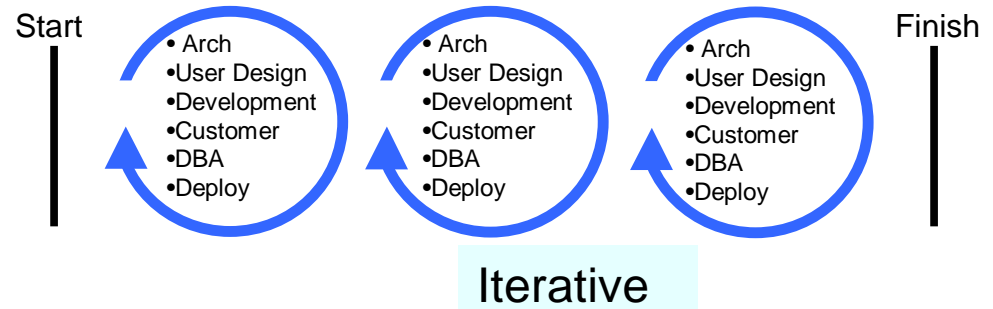 Start
• Arch
•User Design
•Development
•Customer
•DBA
•Deploy
• Arch
•User Design
•Development
•Customer
•DBA
•Deploy
• Arch
•User Design
•Development
•Customer
•DBA
•Deploy
Finish
Iterative